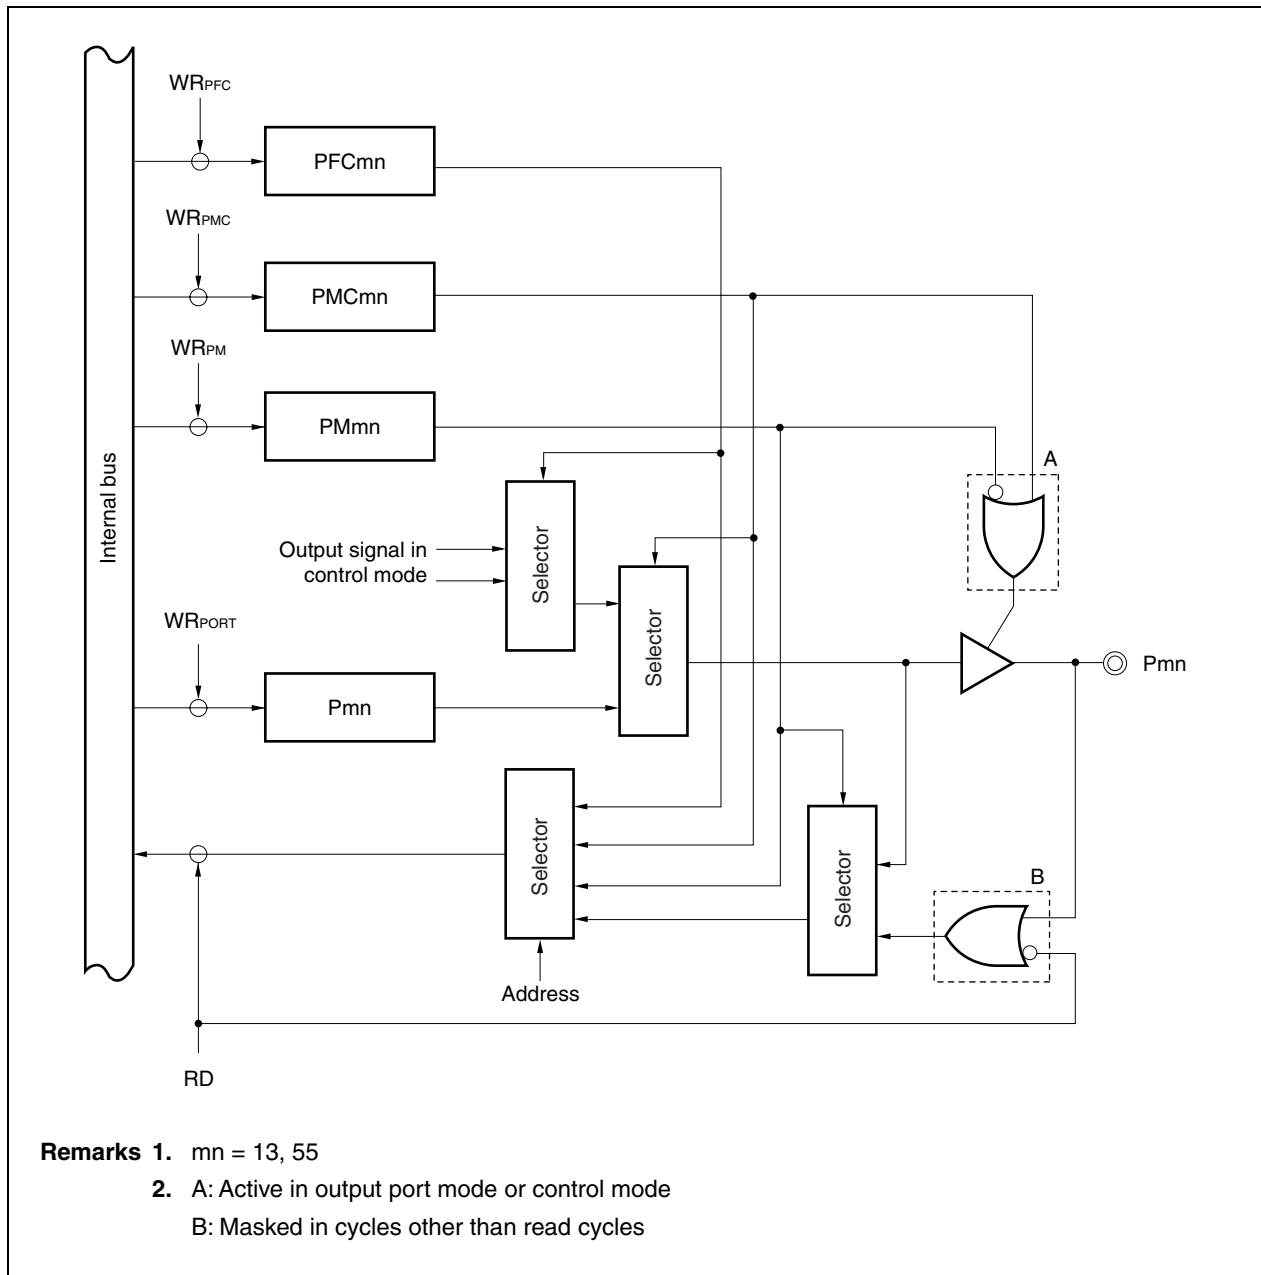 WRPFC
PFCmn
WRPMC
PMCmn
WRPM
PMmn
A
Internal bus
Selector
Output signal in
control mode
Selector
WRPORT
Pmn
Pmn
Selector
Selector
B
Address
RD
Remarks 1. mn = 13, 55
2. A: Active in output port mode or control mode
B: Masked in cycles other than read cycles